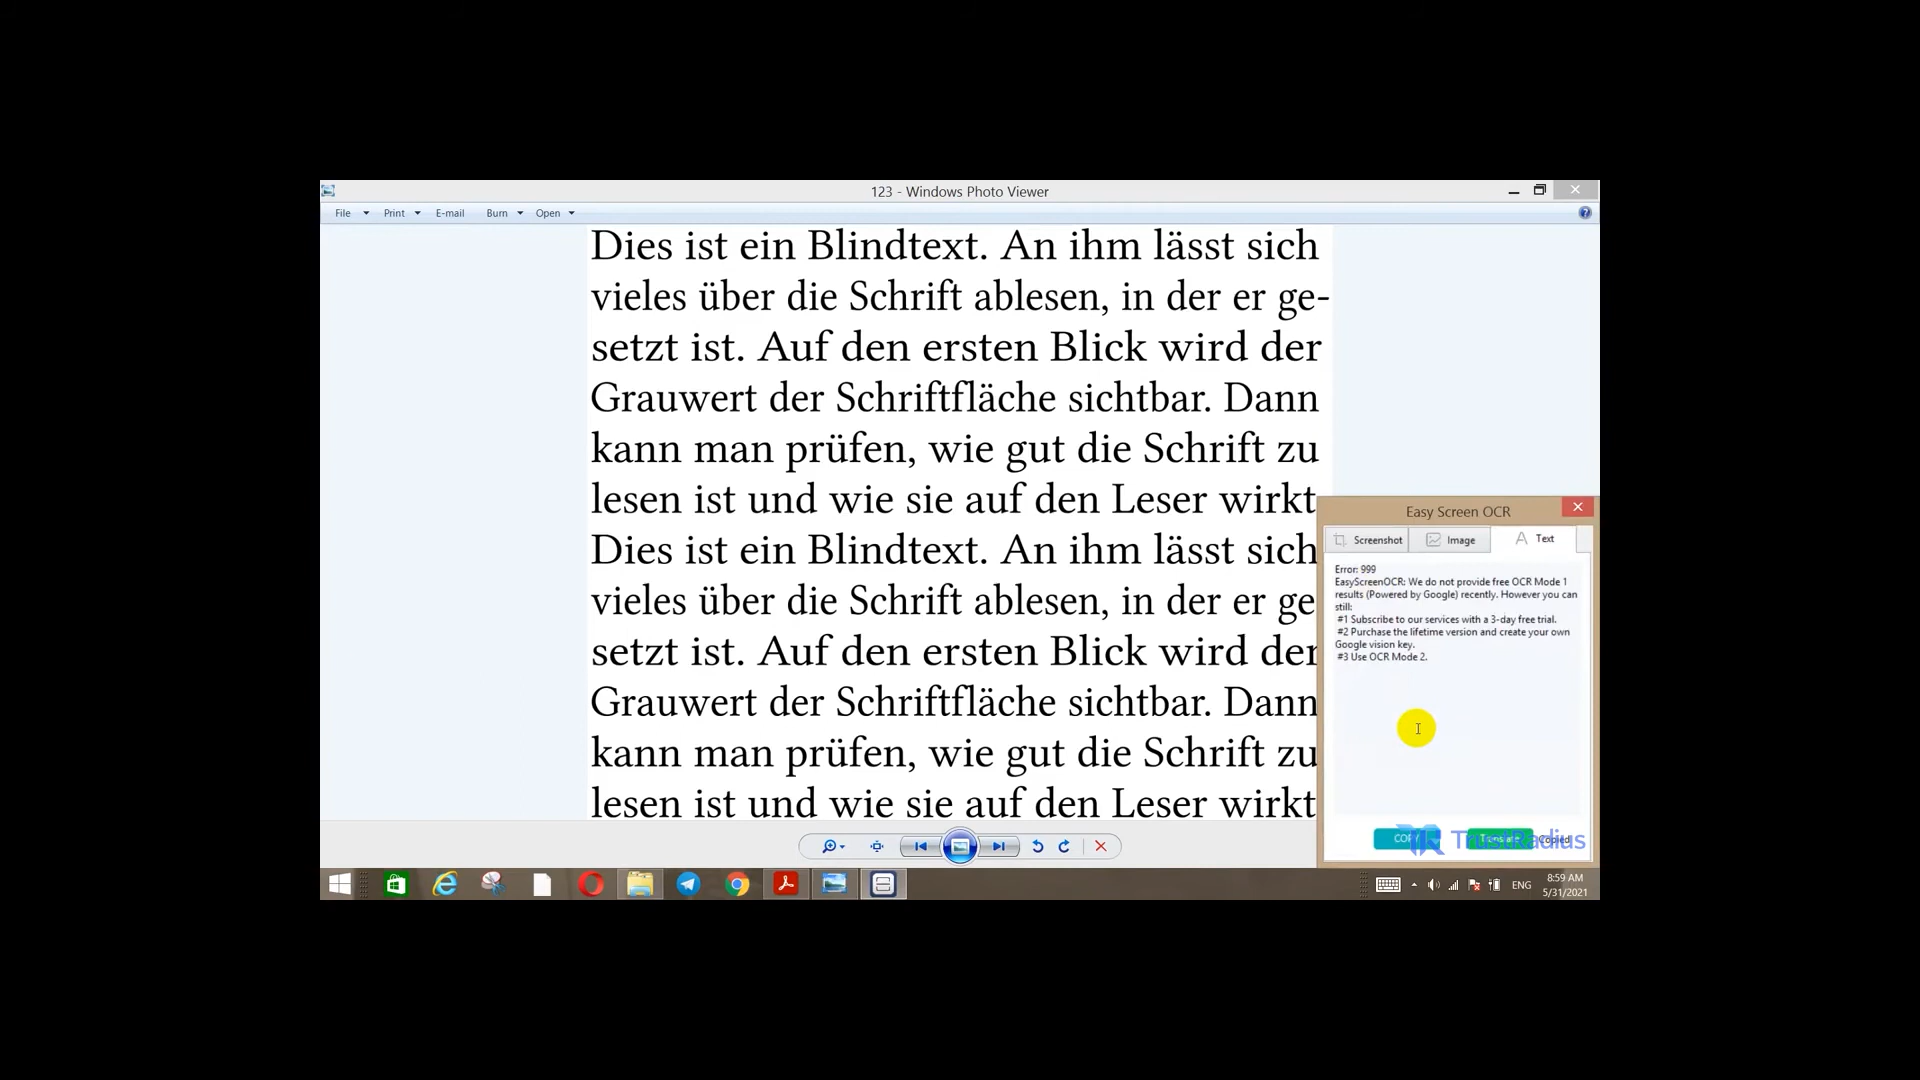 123 - Windows Photo Viewer
File Print E-mail Burn Open
Dies ist ein Blindtext. An ihm lässt sich
vieles über die Schrift ablesen, in der er ge-
setzt ist. Auf den ersten Blick wird der
Grauwert der Schriftfläche sichtbar. Dann
kann man prüfen, wie gut die Schrift zu
lesen ist und wie sie auf den Leser wirkt
Dies ist ein Blindtext. An ihm lässt sich
vieles über die Schrift ablesen, in der er ge
setzt ist. Auf den ersten Blick wird der
Grauwert der Schriftfläche sichtbar. Dann
kann man prüfen, wie gut die Schrift zu
lesen ist und wie sie auf den Leser wirkt
Easy Screen OCR
Screenshot Image Text
Error: 999
EasyScreenOCR: We do not provide free OCR Mode 1
results (Powered by Google) recently. However you can
still:
#1 Subscribe to our services with a 3-day free trial.
#2 Purchase the lifetime version and create your own
Google vision key.
#3 Use OCR Mode 2.
COPY Translate Copied
TrustRadius
ENG
8:59 AM
5/31/2021